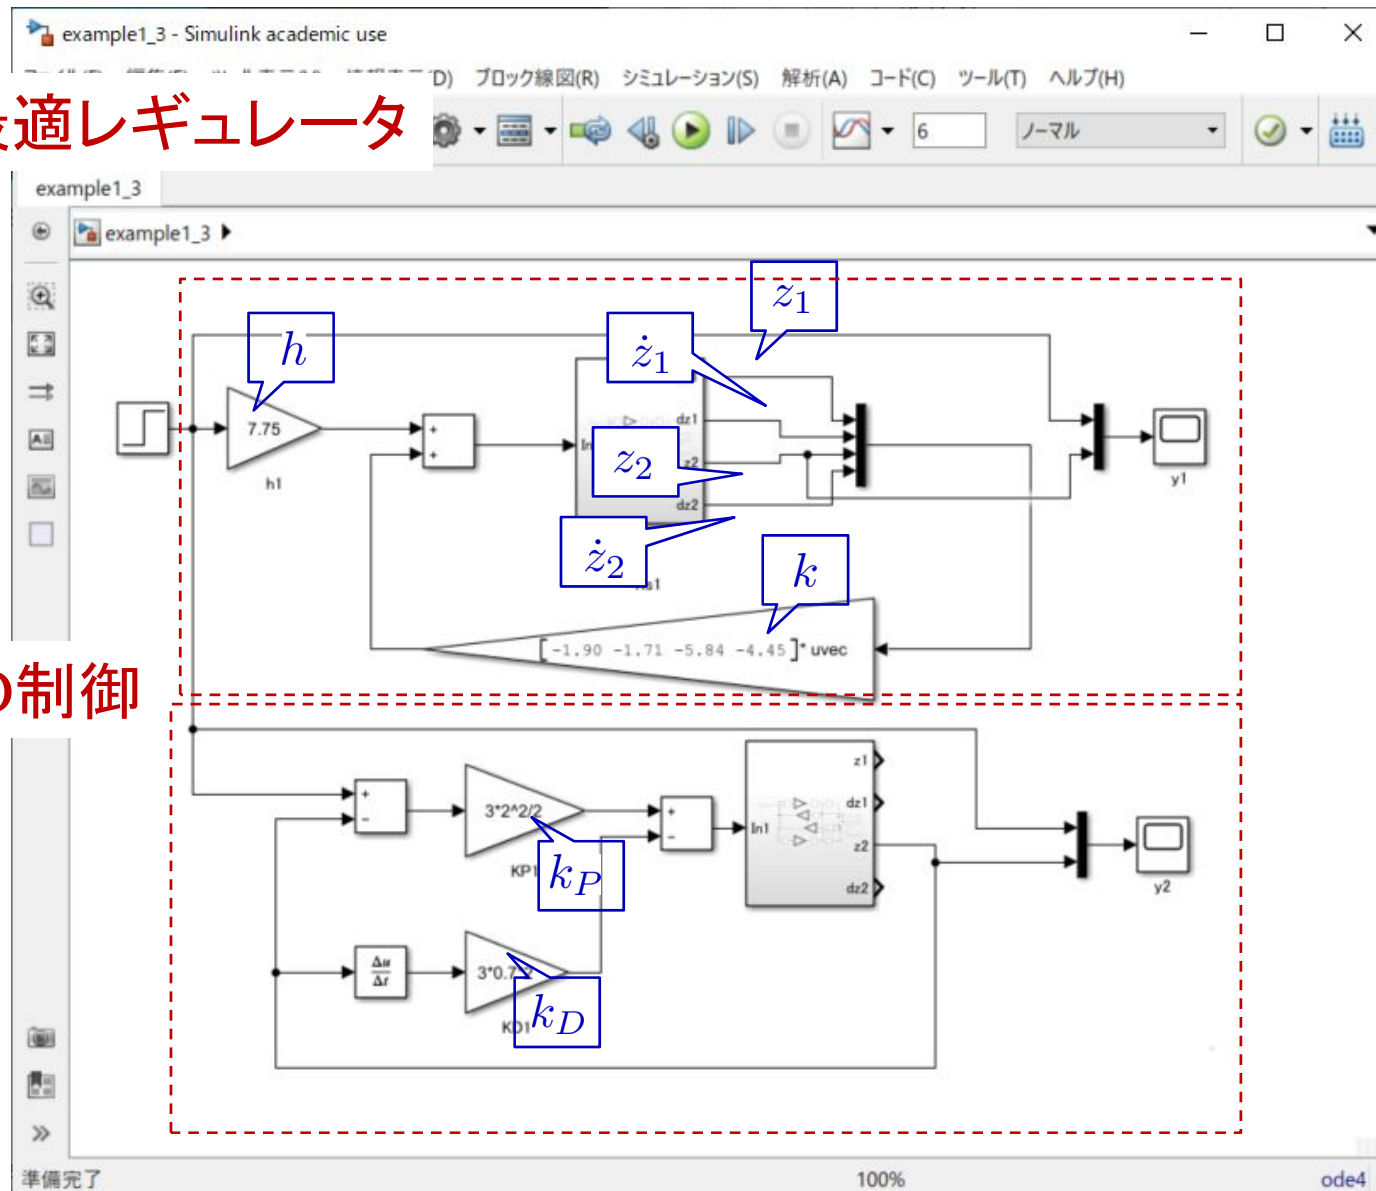 example1_3 - Simulink academic use
(D) ブロック線図(R) シミュレーション(S) 解析(A) コード(C) ツール(T) ヘルプ(H)
適レギュレータ
6 ノーマル
example1_3
example1_3
z1
h
ż1
7.75
h1
+
+
dz1
z2
z2
dz2
ż2
k
y1
[-1.90 -1.71 -5.84 -4.45]* uvec
制御
+
−
3*2^2/2
KP1
kP
+
−
In1
z1
dz1
z2
dz2
y2
Δu
Δt
kD
100%
ode4
準備完了